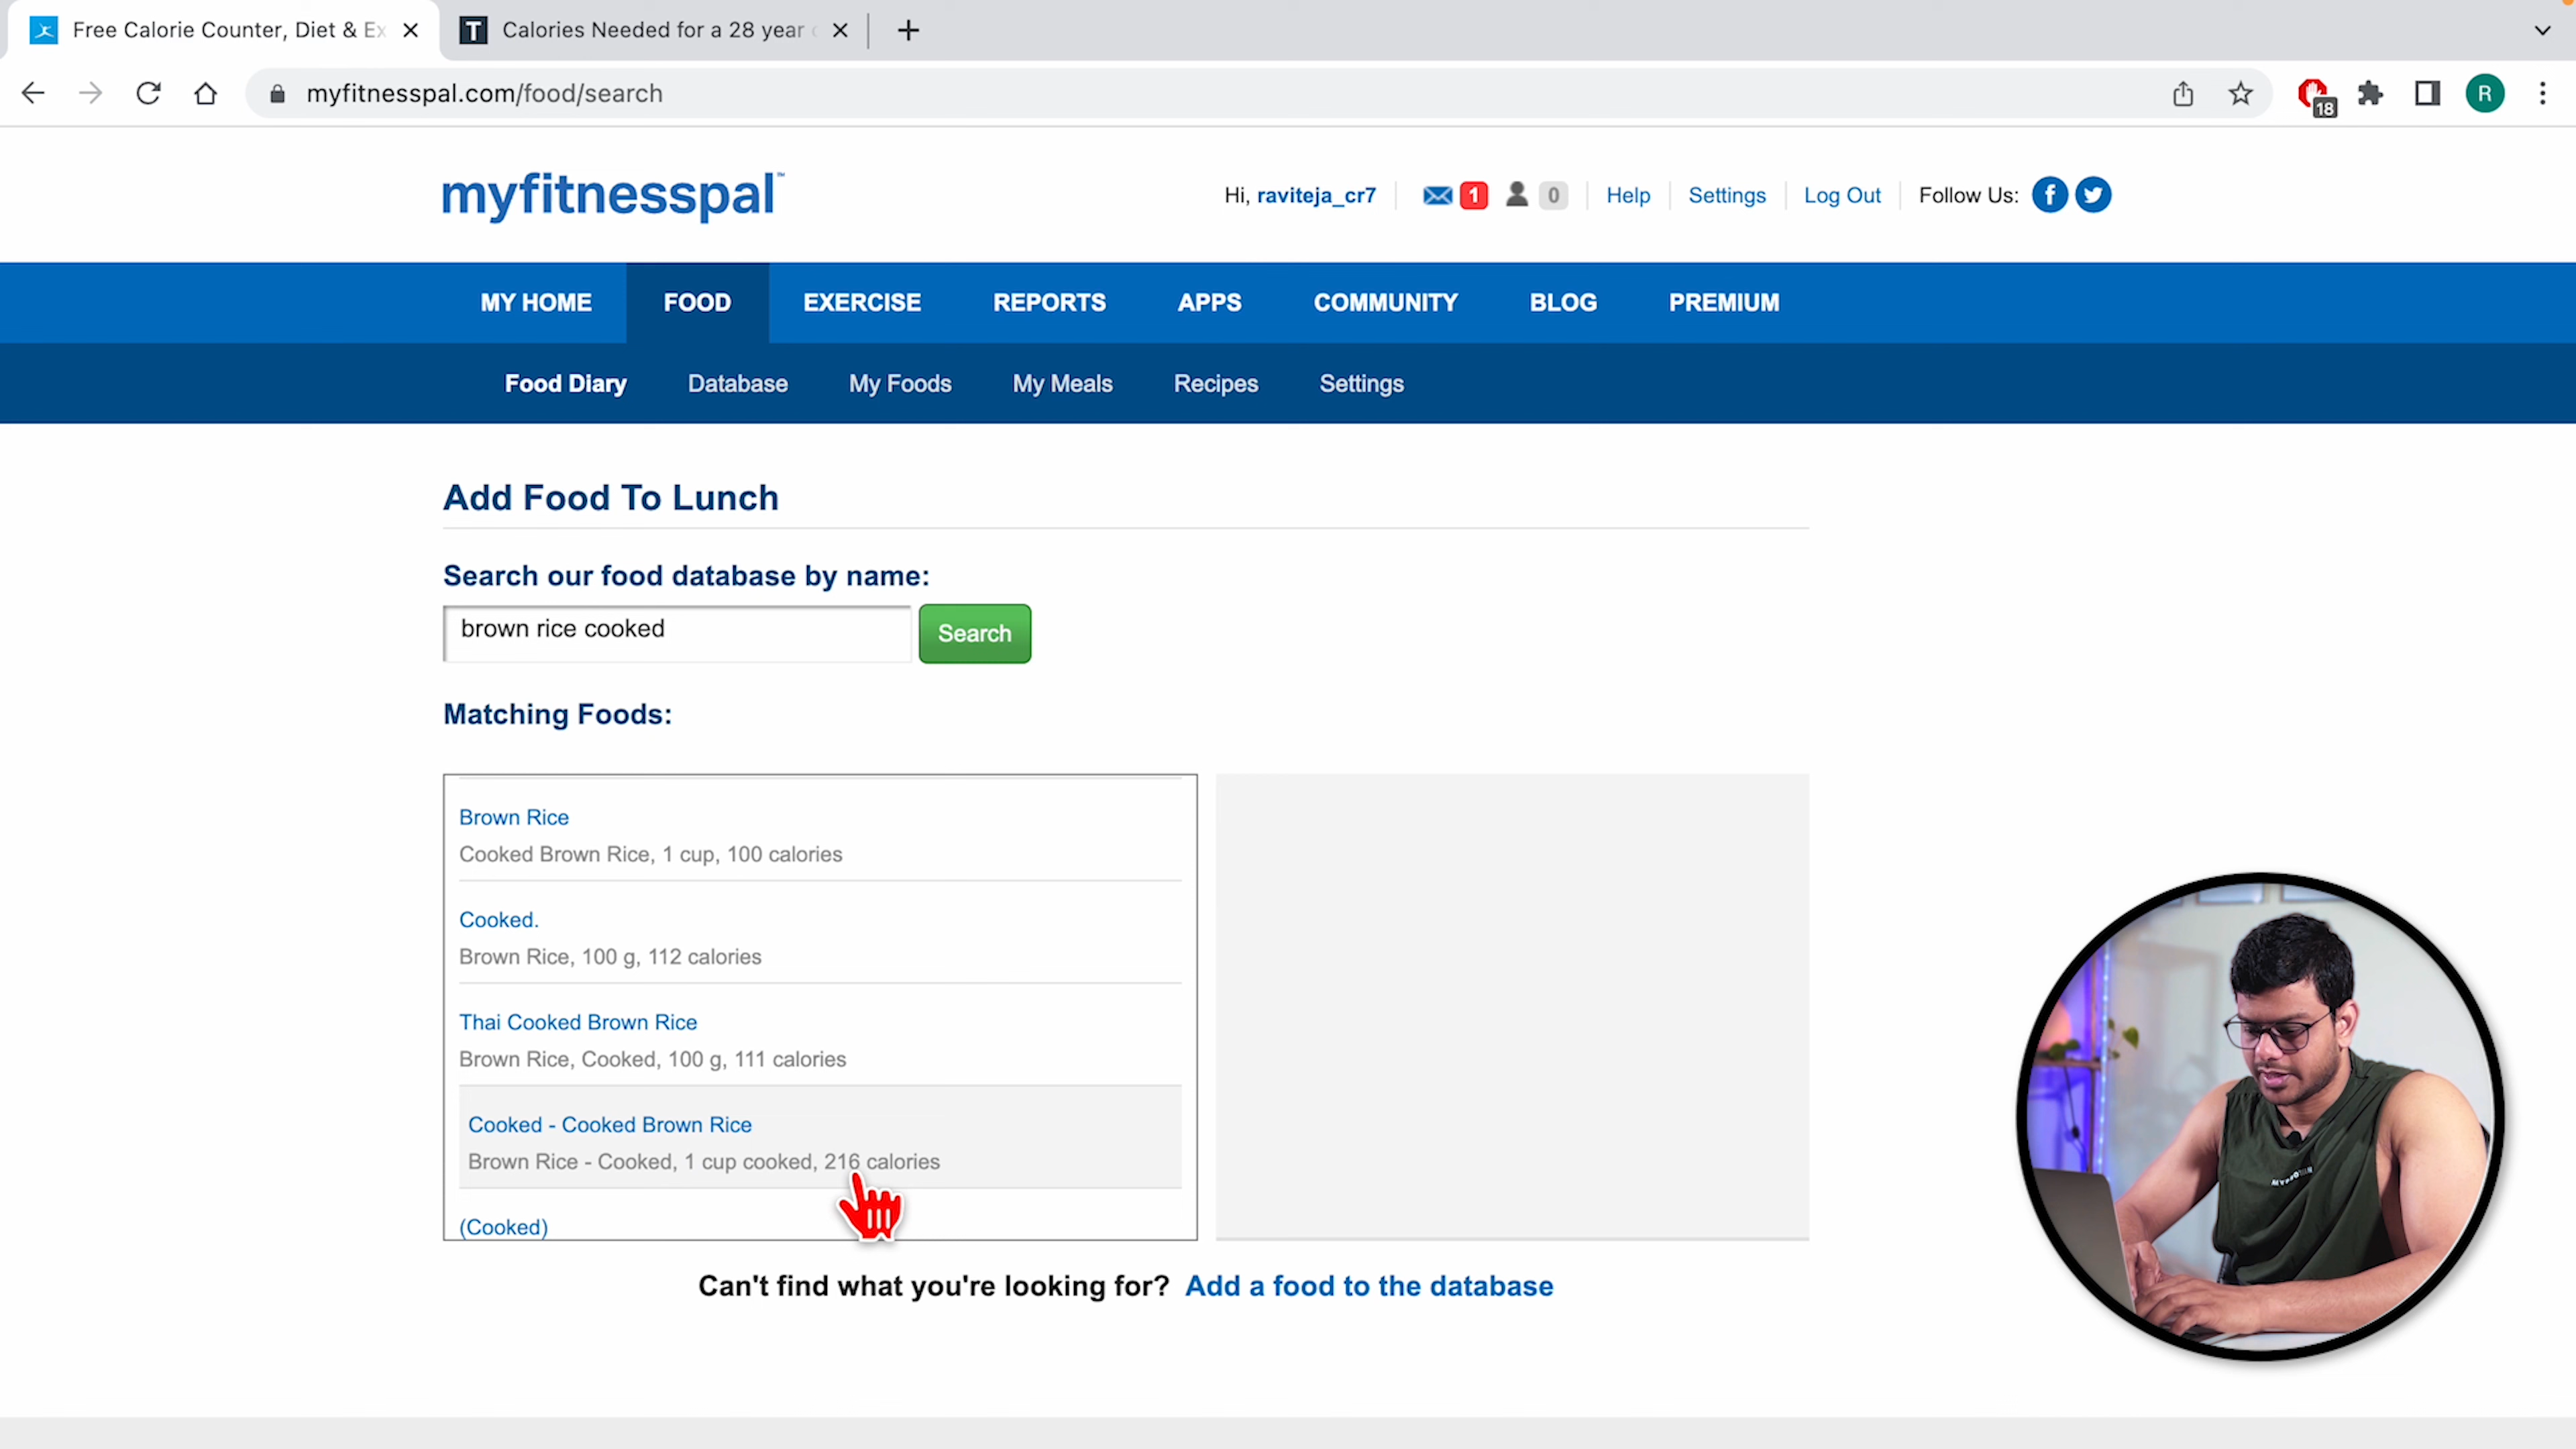 Free Calorie Counter, Diet & Ex
T Calories Needed for a 28 year
myfitnesspal.com/food/search
18
R
myfitnesspal™
Hi, raviteja_cr7 1 0 Help Settings Log Out Follow Us: f
MY HOME FOOD EXERCISE REPORTS APPS COMMUNITY BLOG PREMIUM
Food Diary Database My Foods My Meals Recipes Settings
Add Food To Lunch
Search our food database by name:
brown rice cooked Search
Matching Foods:
Brown Rice
Cooked Brown Rice, 1 cup, 100 calories
Cooked.
Brown Rice, 100 g, 112 calories
Thai Cooked Brown Rice
Brown Rice, Cooked, 100 g, 111 calories
Cooked - Cooked Brown Rice
Brown Rice - Cooked, 1 cup cooked, 216 calories
(Cooked)
Can't find what you're looking for? Add a food to the database